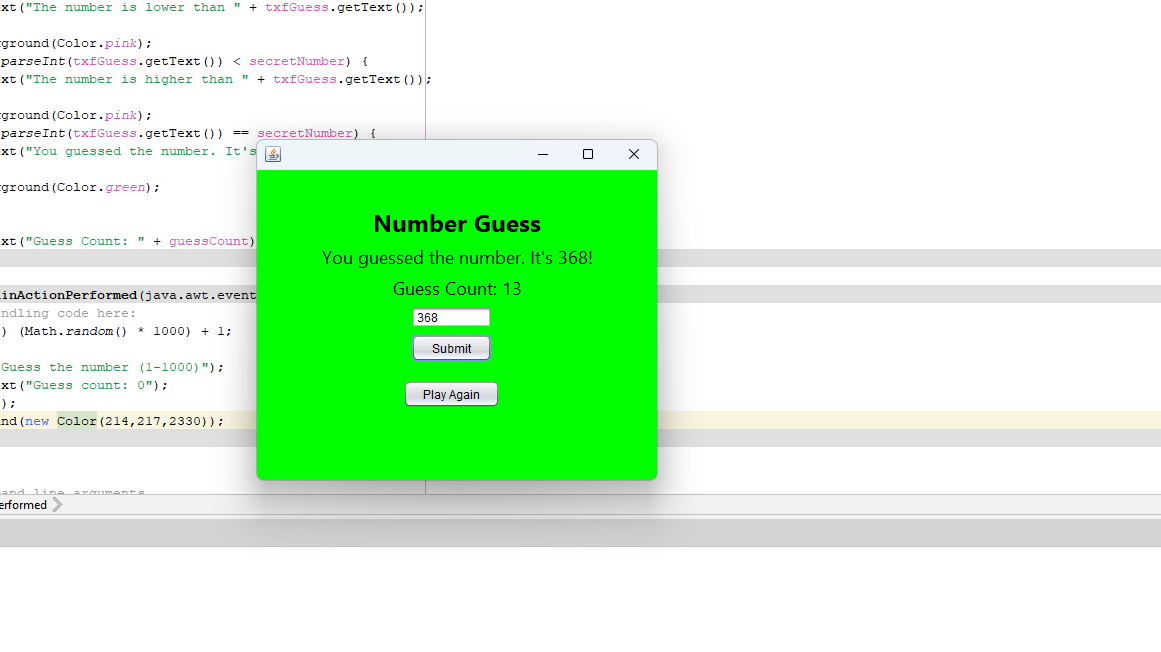 xt("The number is lower than " + txfGuess.getText());
ground(Color.pink);
parseInt(txfGuess.getText()) < secretNumber) {
xt("The number is higher than " + txfGuess.getText());
ground(Color.pink);
parseInt(txfGuess.getText()) == secretNumber) {
xt("You guessed the number. It's
ground(Color.green);
xt("Guess Count: " + guessCount)
inActionPerformed(java.awt.event
ndling code here:
) (Math.random() * 1000) + 1;
Guess the number (1-1000)");
xt("Guess count: 0");
);
nd(new Color(214,217,2330));
and line arguments
erformed
Number Guess
You guessed the number. It's 368!
Guess Count: 13
368
Submit
Play Again